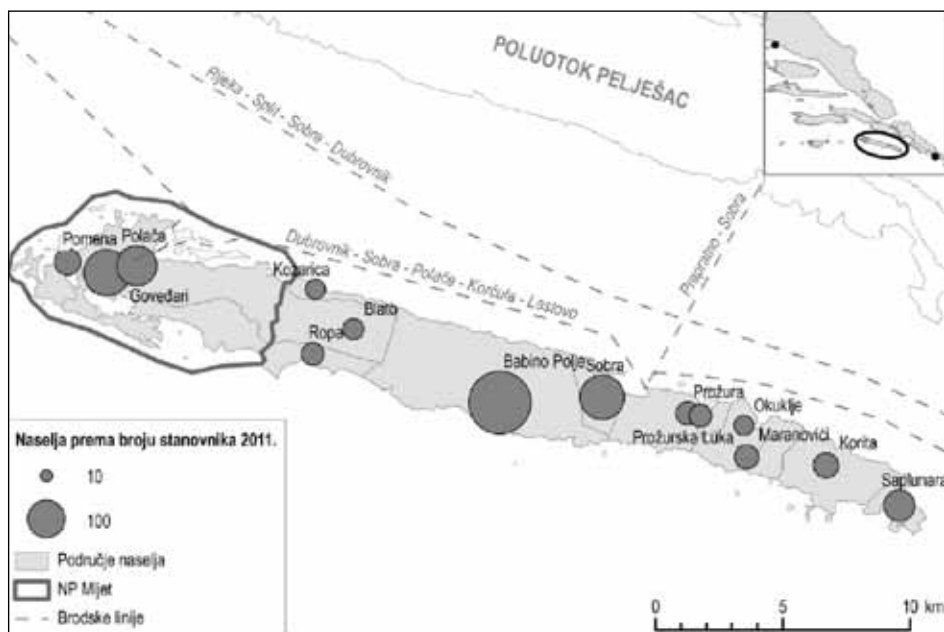 POLUOTOK PELJEŠAC
Rijeka - Split - Sobra - Dubrovnik
Dubrovnik - Sobra - Polača - Korčula - Lastovo
Prapratno - Sobra
Pomena
Polača
Goveđari
Kozarica
Blato
Ropa
Babino Polje
Sobra
Prožura
Okuklje
Prožurska Luka
Maranovići
Korita
Saplunara
Naselja prema broju stanovnika 2011.
10
100
Područje naselja
NP Mljet
Brodske linije
0 5 10 km